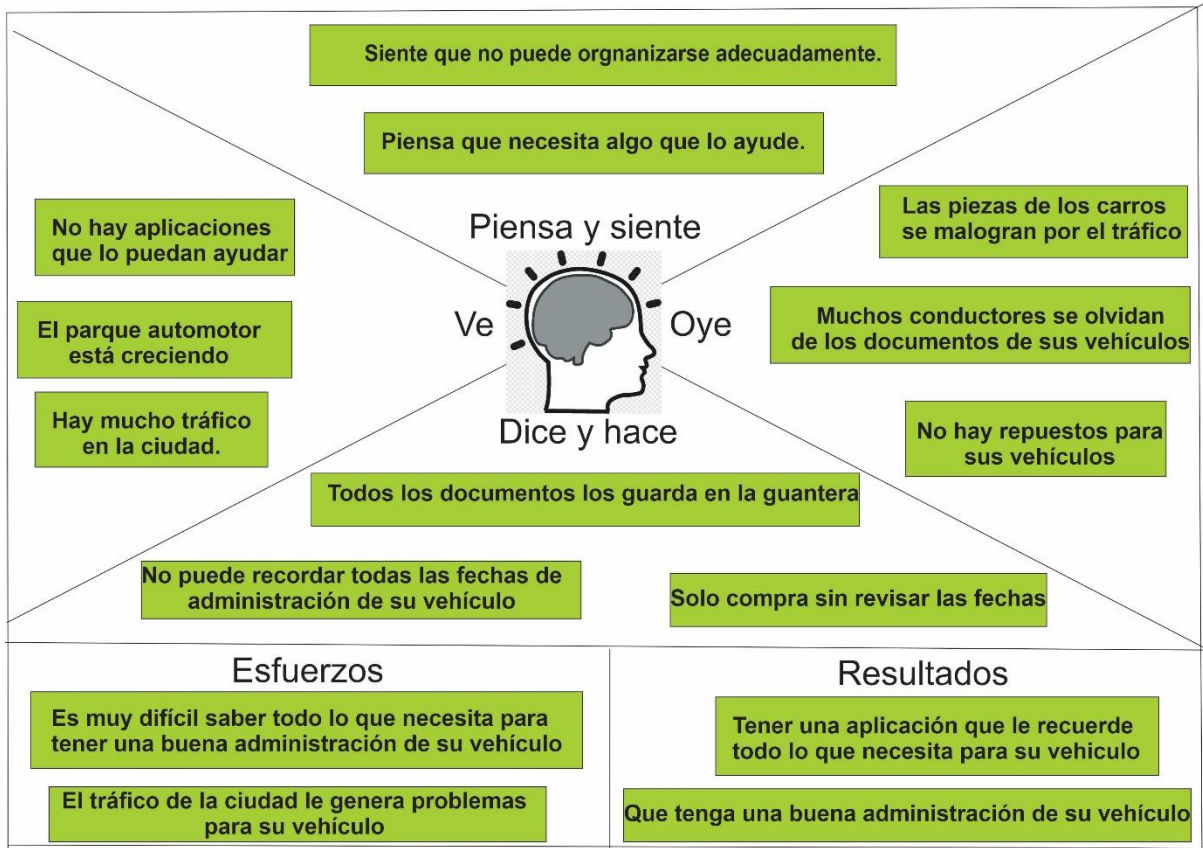 Siente que no puede orgnanizarse adecuadamente.
Piensa que necesita algo que lo ayude.
Piensa y siente
No hay aplicaciones
que lo puedan ayudar
El parque automotor
está creciendo
Hay mucho tráfico
en la ciudad.
Ve
Oye
Las piezas de los carros
se malogran por el tráfico
Muchos conductores se olvidan
de los documentos de sus vehículos
No hay repuestos para
sus vehículos
Dice y hace
Todos los documentos los guarda en la guantera
No puede recordar todas las fechas de
administración de su vehículo
Solo compra sin revisar las fechas
Esfuerzos
Es muy difícil saber todo lo que necesita para
tener una buena administración de su vehículo
El tráfico de la ciudad le genera problemas
para su vehículo
Resultados
Tener una aplicación que le recuerde
todo lo que necesita para su vehiculo
Que tenga una buena administración de su vehículo